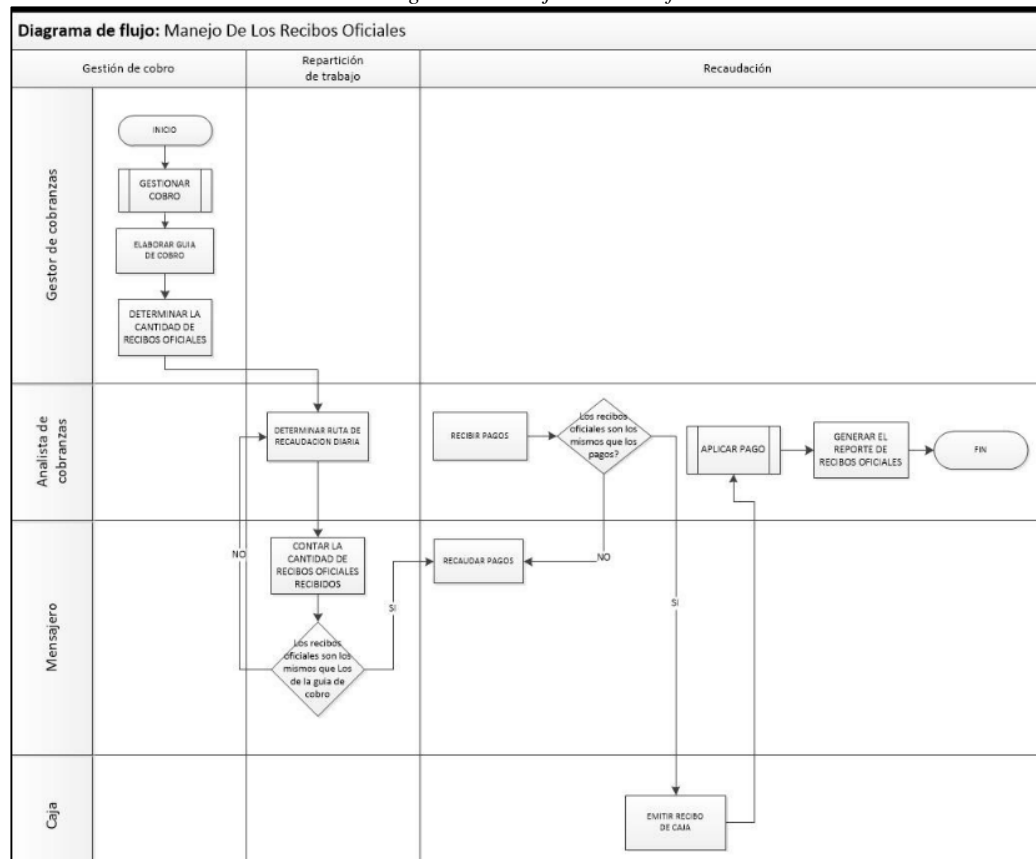 Diagrama de flujo: Manejo De Los Recibos Oficiales
Gestión de cobro
Repartición
de trabajo
Recaudación
Gestor de cobranzas
INICIO
GESTIONAR
COBRO
ELABORAR GUIA
DE COBRO
DETERMINAR LA
CANTIDAD DE
RECIBOS OFICIALES
Analista de
cobranzas
DETERMINAR RUTA DE
RECAUDACION DIARIA
RECIBIR PAGOS
Los recibos
oficiales son los
mismos que los
pagos?
APLICAR PAGO
GENERAR EL
REPORTE DE
RECIBOS OFICIALES
FIN
Mensajero
NO
CONTAR LA
CANTIDAD DE
RECIBOS OFICIALES
RECIBIDOS
SI
RECAUDAR PAGOS
NO
SI
Los recibos
oficiales son los
mismos que Los
de la guia de
cobro
Caja
EMITIR RECIBO
DE CAJA